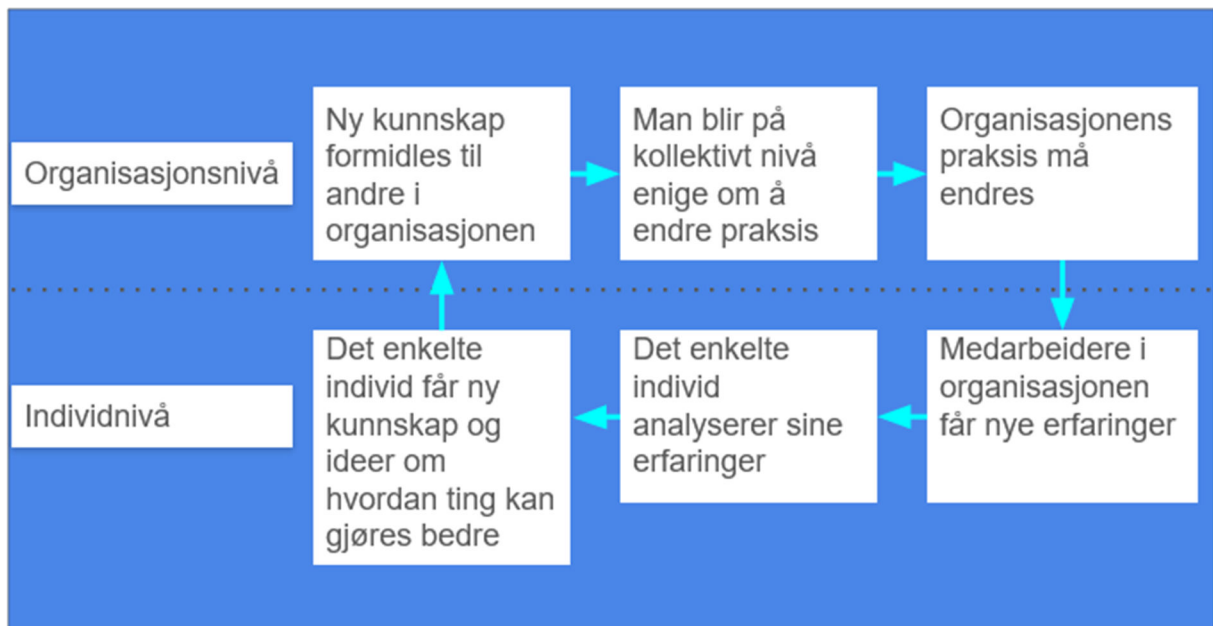 Organisasjonsnivå
Ny kunnskap
formidles til
andre i
organisasjonen
Man blir på
kollektivt nivå
enige om å
endre praksis
Organisasjonens
praksis må
endres
Individnivå
Det enkelte
individ får ny
kunnskap og
ideer om
hvordan ting kan
gjøres bedre
Det enkelte
individ
analyserer sine
erfaringer
Medarbeidere i
organisasjonen
får nye erfaringer